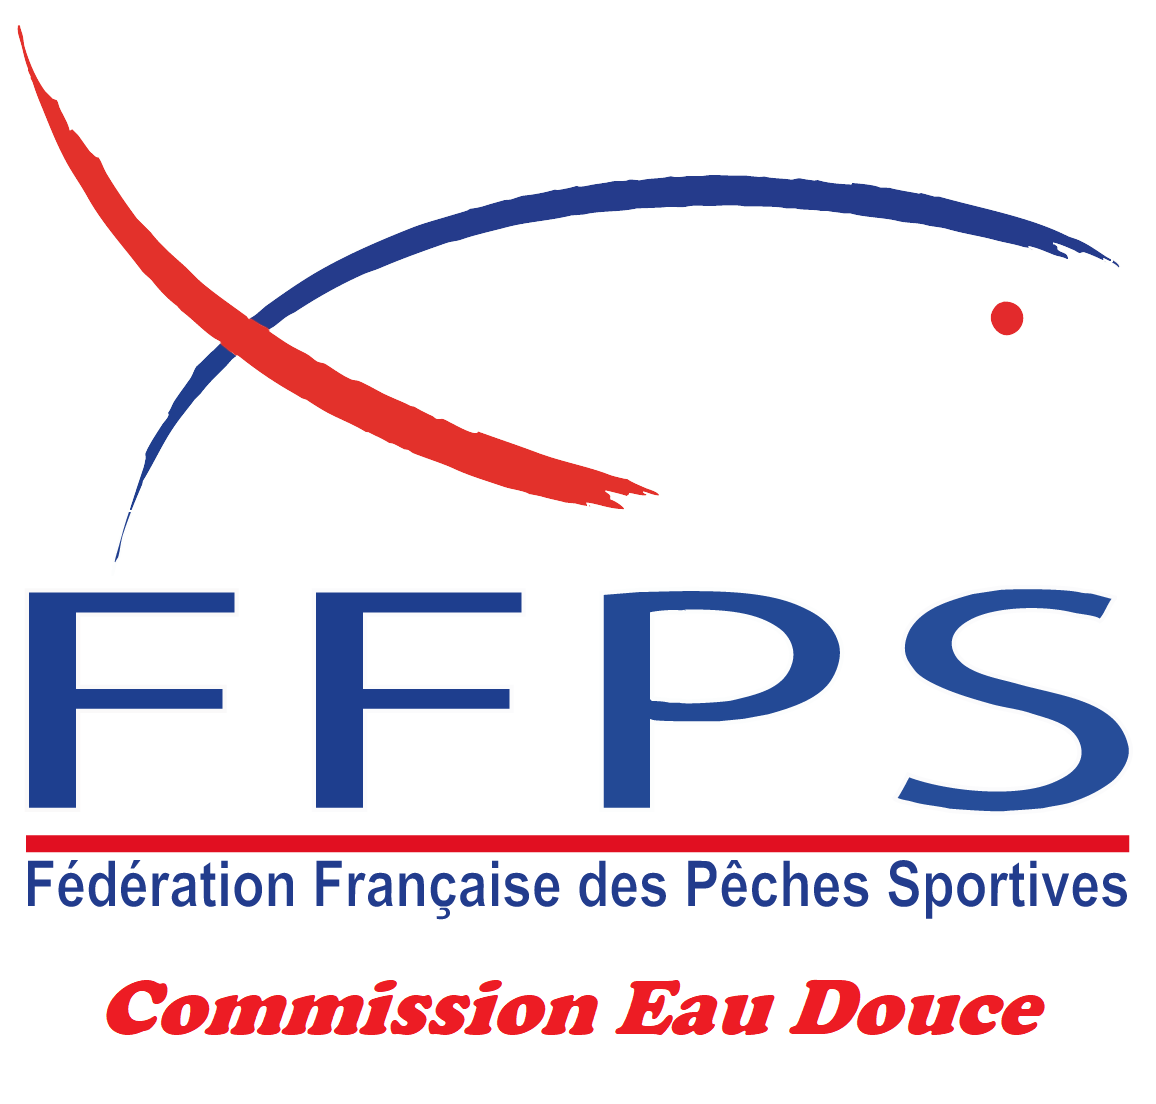 FFPS
Fédération Française des Pêches Sportives
Commission Eau Douce